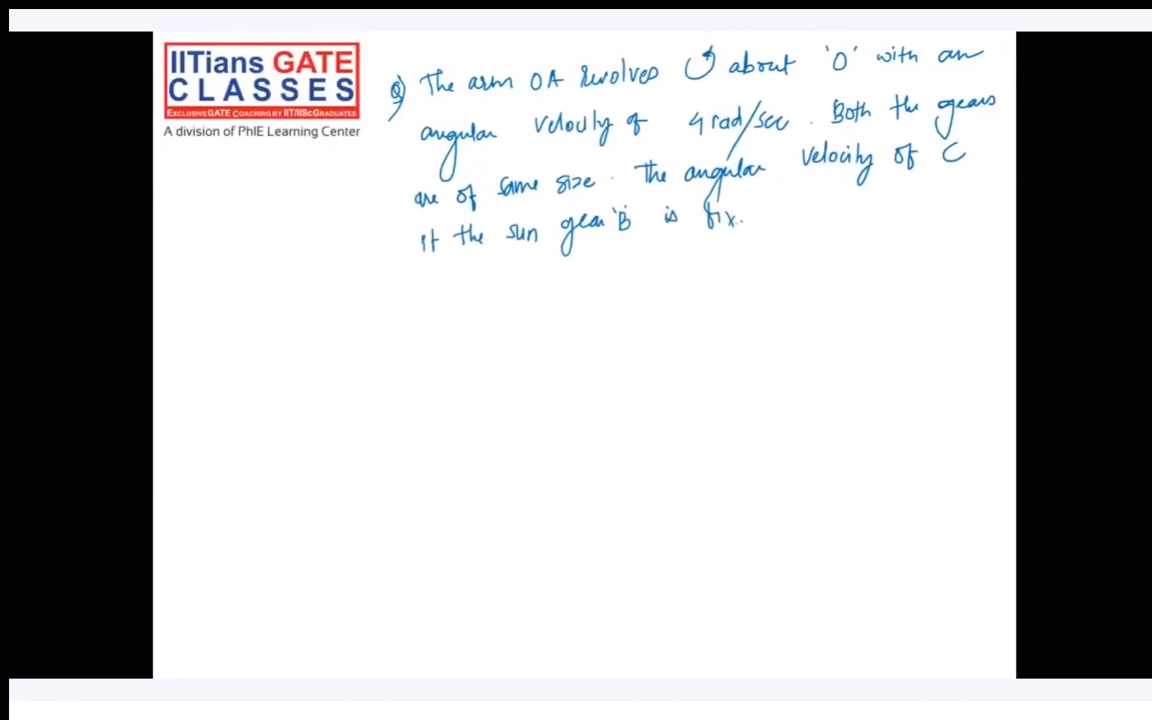 IITians GATE
CLASSES
EXCLUSIVE GATE COACHING BY IIT/IISC GRADUATES
A division of PhIE Learning Center
Q) The arm OA revolves ↺ about 'O' with an
angular velocity of 4 rad/sec. Both the gears
are of same size. The angular velocity of C
if the sun gear 'B' is fix.